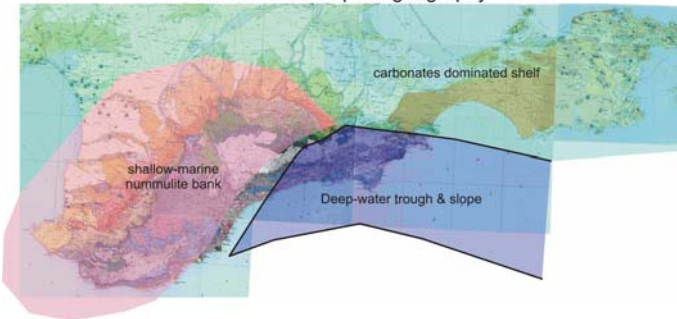 carbonates dominated shelf
shallow-marine
nummulite bank
Deep-water trough & slope